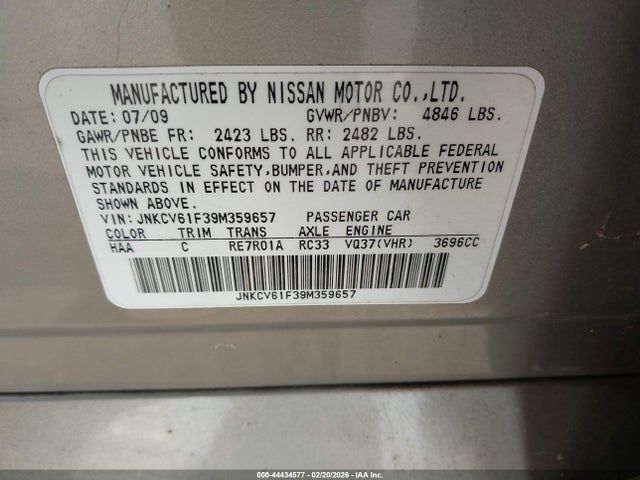 MANUFACTURED BY NISSAN MOTOR CO.,LTD.
DATE: 07/09 GVWR/PNBV: 4846 LBS.
GAWR/PNBE FR: 2423 LBS. RR: 2482 LBS.
THIS VEHICLE CONFORMS TO ALL APPLICABLE FEDERAL
MOTOR VEHICLE SAFETY,BUMPER,AND THEFT PREVENTION
STANDARDS IN EFFECT ON THE DATE OF MANUFACTURE
SHOWN ABOVE.
VIN: JNKCV61F39M359657 PASSENGER CAR
COLOR TRIM TRANS AXLE ENGINE
HAA C RE7R01A RC33 VQ37(VHR) 3696CC
JNKCV61F39M359657
000-44434577 - 02/20/2026 - IAA Inc.